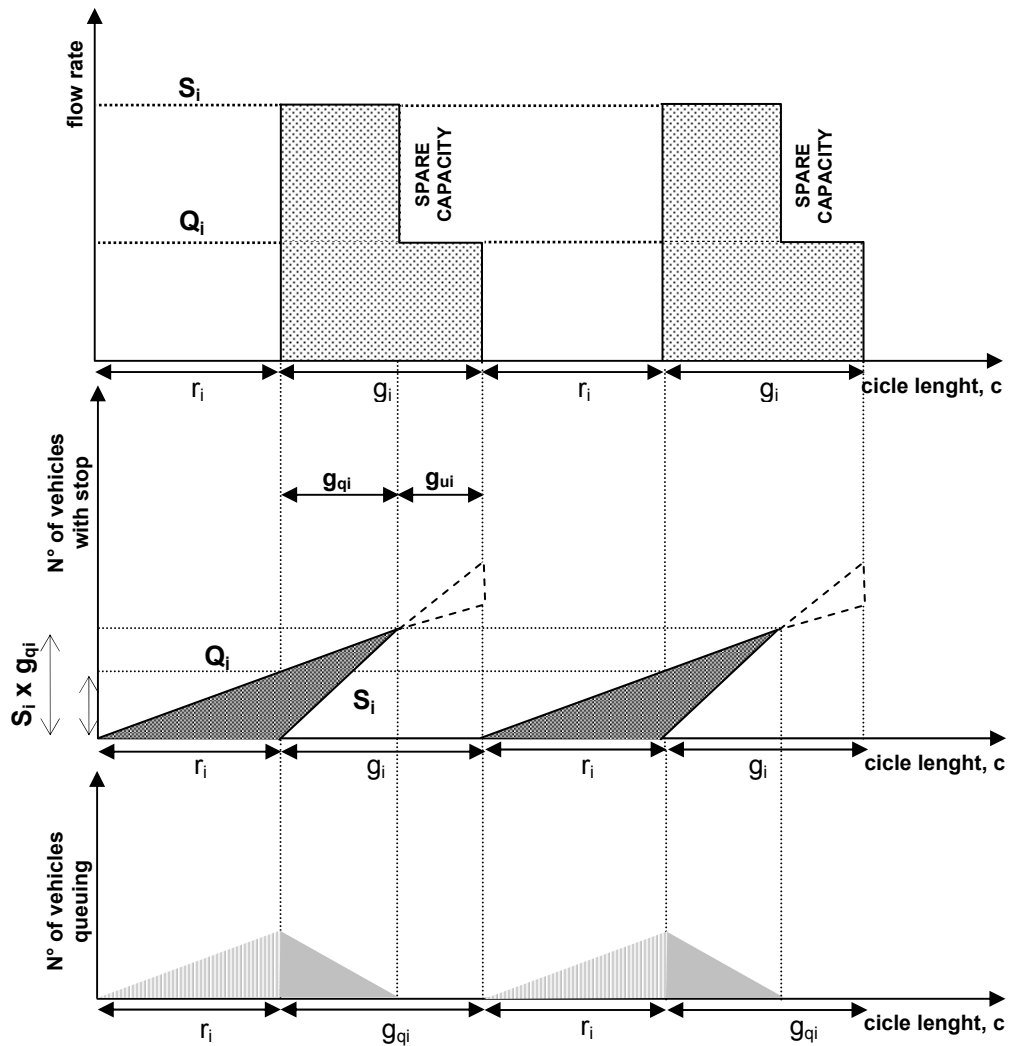 flow rate
Si
Qi
SPARE
CAPACITY
SPARE
CAPACITY
ri
gi
ri
gi
cicle lenght, c
N° of vehicles
with stop
gqi
gui
Si x gqi
Qi
Si
ri
gi
ri
gi
cicle lenght, c
N° of vehicles
queuing
ri
gqi
ri
gqi
cicle lenght, c